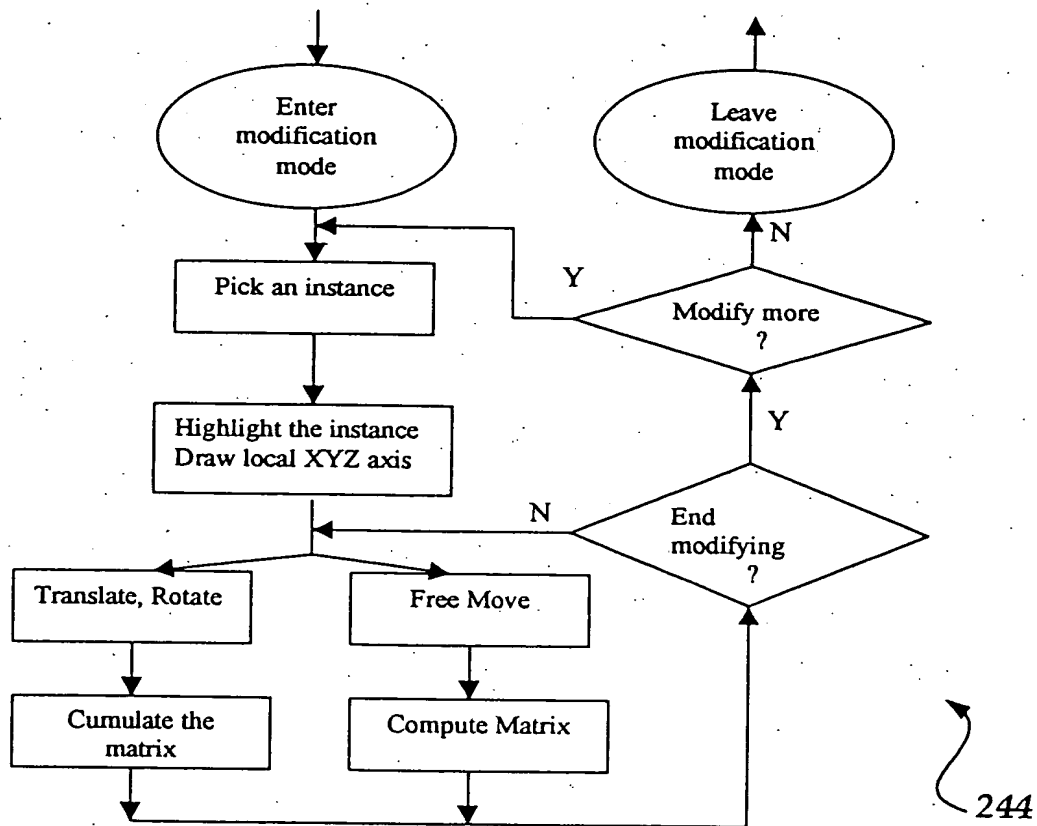 Enter
modification
mode
Leave
modification
mode
N
Pick an instance
Y
Modify more
?
Highlight the instance
Draw local XYZ axis
Y
N
End
modifying
?
Translate, Rotate
Free Move
Cumulate the
matrix
Compute Matrix
244